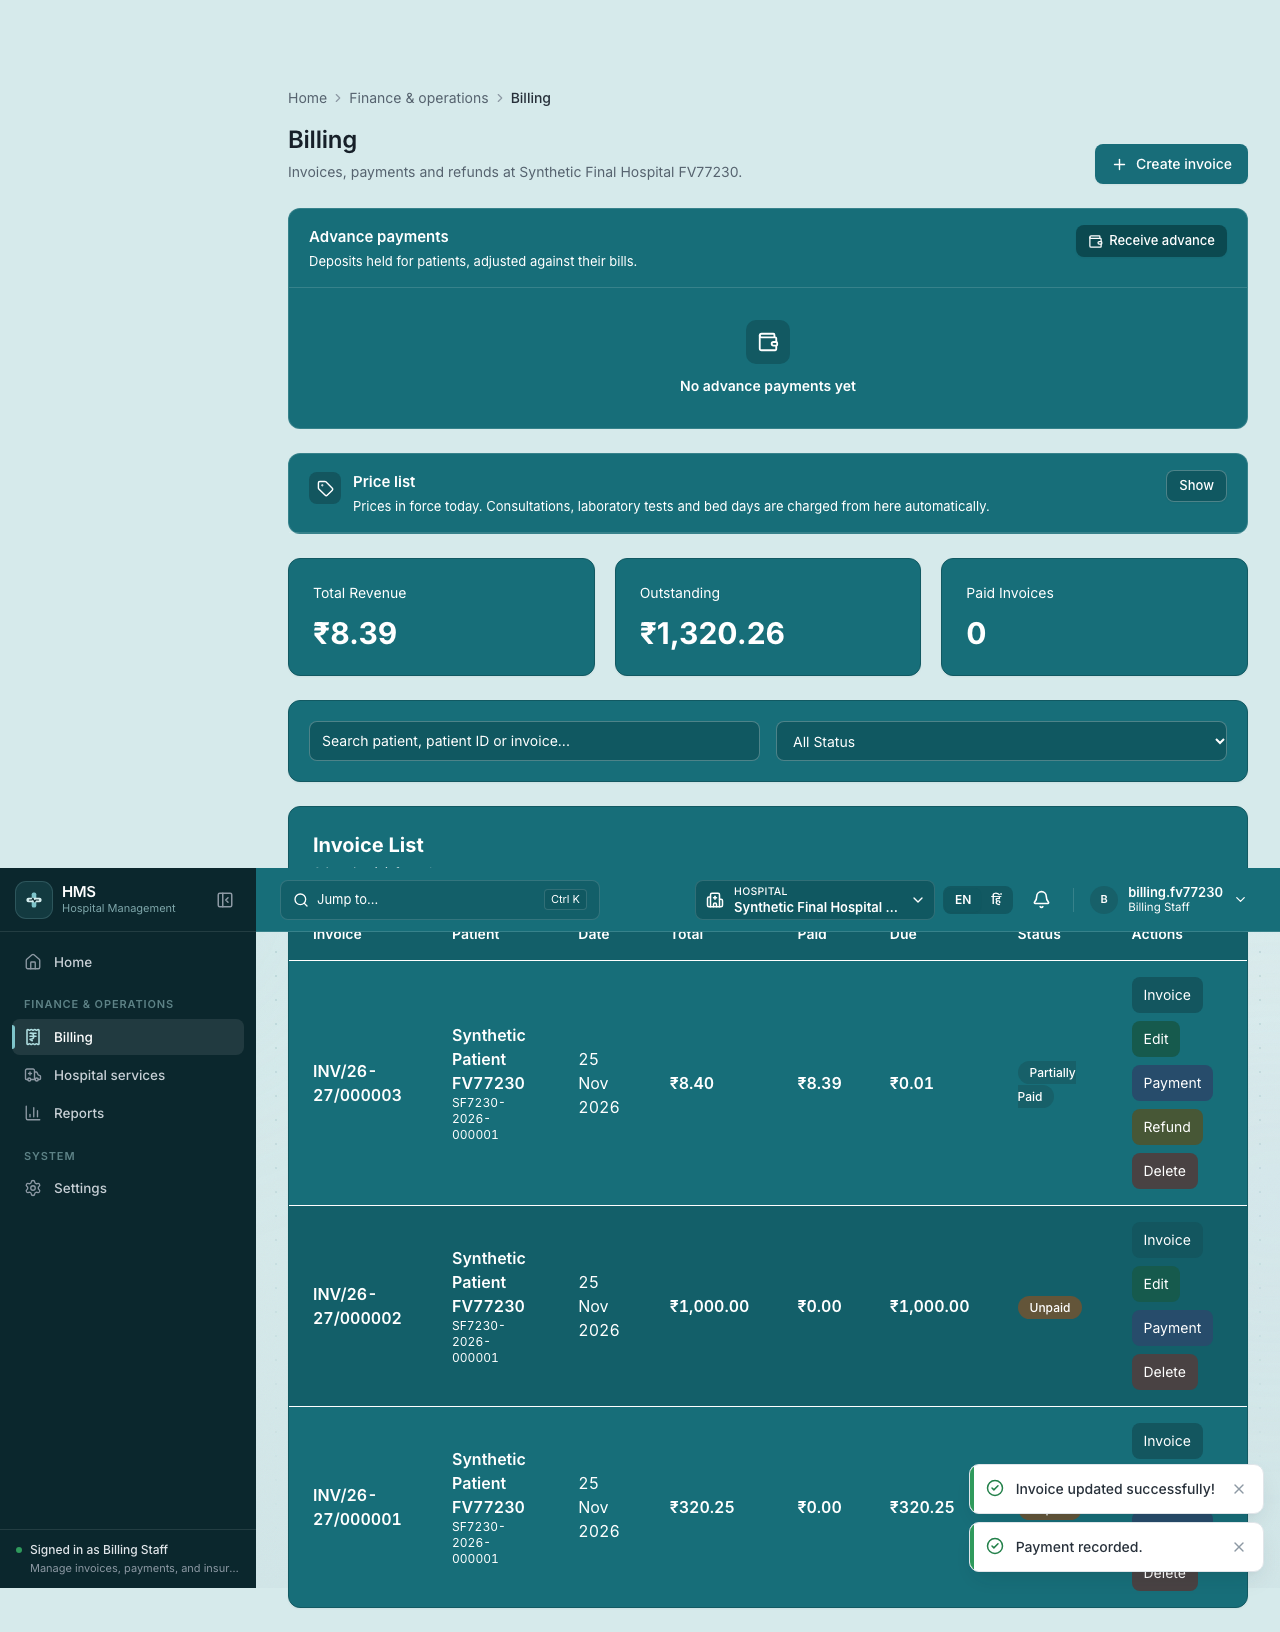 Home > Finance & operations > Billing
Billing
Invoices, payments and refunds at Synthetic Final Hospital FV77230.
Create invoice
Advance payments
Deposits held for patients, adjusted against their bills.
Receive advance
No advance payments yet
Price list
Prices in force today. Consultations, laboratory tests and bed days are charged from here automatically.
Show
Total Revenue
₹8.39
Outstanding
₹1,320.26
Paid Invoices
0
Search patient, patient ID or invoice...
All Status
Invoice List
HMS
Hospital Management
Jump to...
Ctrl K
HOSPITAL
Synthetic Final Hospital ...
EN
हिं
B
billing.fv77230
Billing Staff
Home
FINANCE & OPERATIONS
Billing
Hospital services
Reports
SYSTEM
Settings
Signed in as Billing Staff
Manage invoices, payments, and insur...
Invoice Patient Date Total Paid Due Status Actions
INV/26-
27/000003
Synthetic
Patient
FV77230
SF7230-
2026-
000001
25
Nov
2026
₹8.40
₹8.39
₹0.01
Partially
Paid
Invoice
Edit
Payment
Refund
Delete
INV/26-
27/000002
Synthetic
Patient
FV77230
SF7230-
2026-
000001
25
Nov
2026
₹1,000.00
₹0.00
₹1,000.00
Unpaid
Invoice
Edit
Payment
Delete
INV/26-
27/000001
Synthetic
Patient
FV77230
SF7230-
2026-
000001
25
Nov
2026
₹320.25
₹0.00
₹320.25
Invoice
Delete
Invoice updated successfully!
Payment recorded.